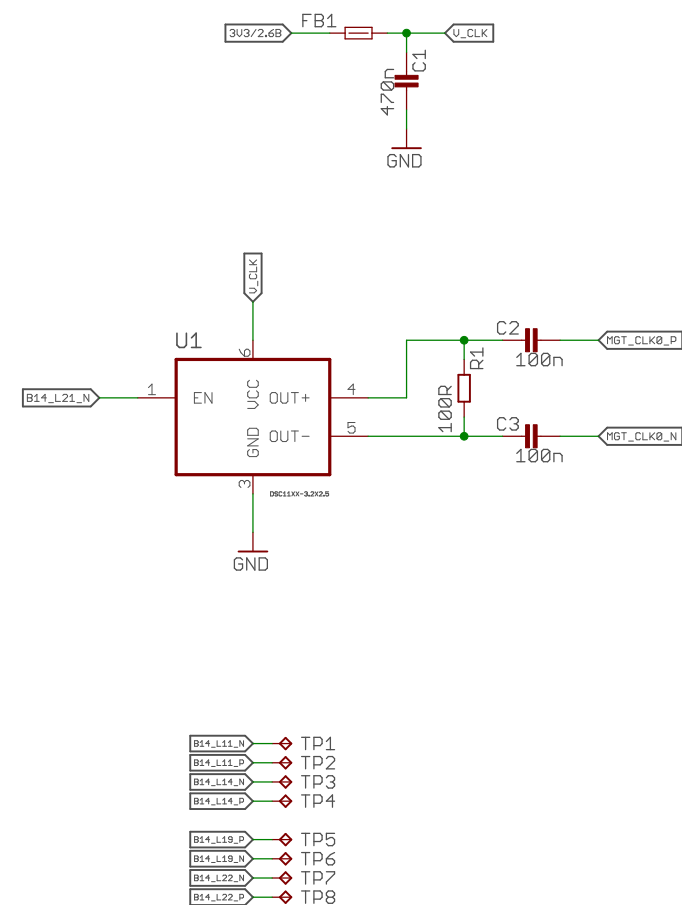 FB1
3V3/2.6B
V_CLK
C1
470n
GND
V_CLK
U1
6
C2
MGT_CLK0_P
100n
R1
B14_L21_N
1
EN
VCC
OUT+
4
100R
C3
GND
OUT-
5
MGT_CLK0_N
100n
3
DSC11XX-3.2X2.5
GND
B14_L11_N TP1
B14_L11_P TP2
B14_L14_N TP3
B14_L14_P TP4
B14_L19_P TP5
B14_L19_N TP6
B14_L22_N TP7
B14_L22_P TP8